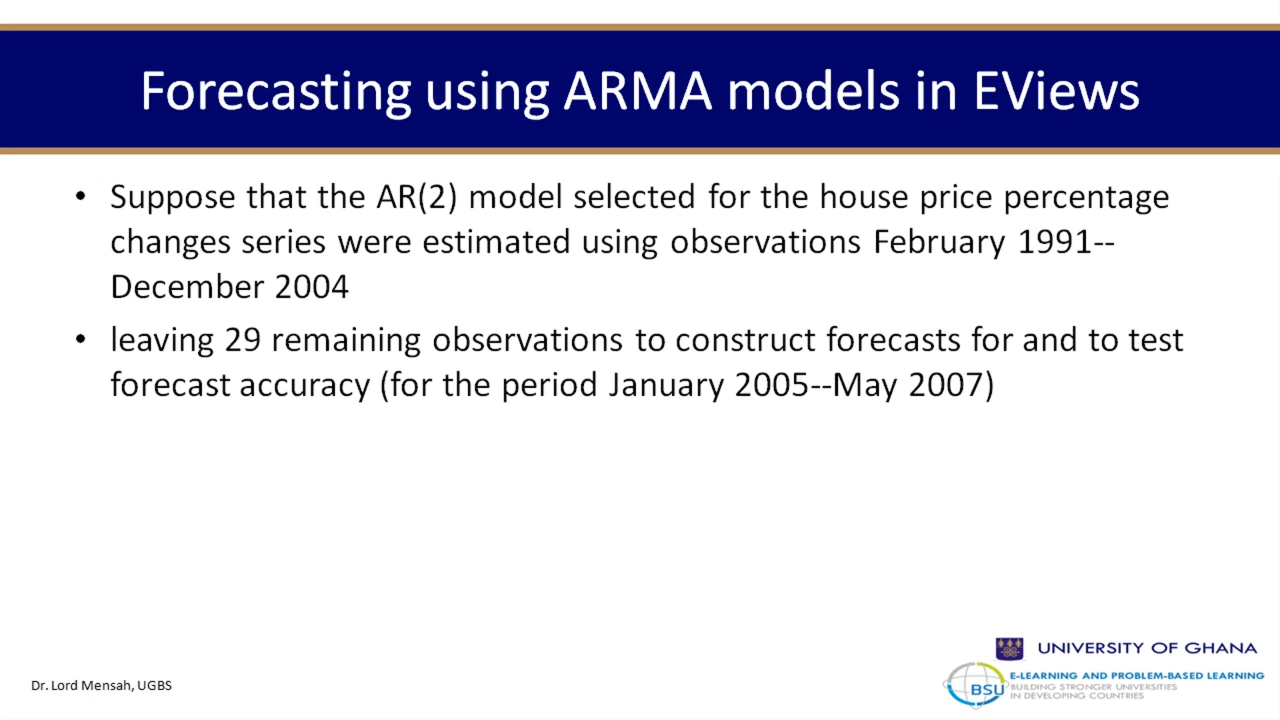 Forecasting using ARMA models in EViews
• Suppose that the AR(2) model selected for the house price percentage
changes series were estimated using observations February 1991--
December 2004
• leaving 29 remaining observations to construct forecasts for and to test
forecast accuracy (for the period January 2005--May 2007)
UNIVERSITY OF GHANA
Dr. Lord Mensah, UGBS
BSU
E-LEARNING AND PROBLEM-BASED LEARNING
BUILDING STRONGER UNIVERSITIES
IN DEVELOPING COUNTRIES